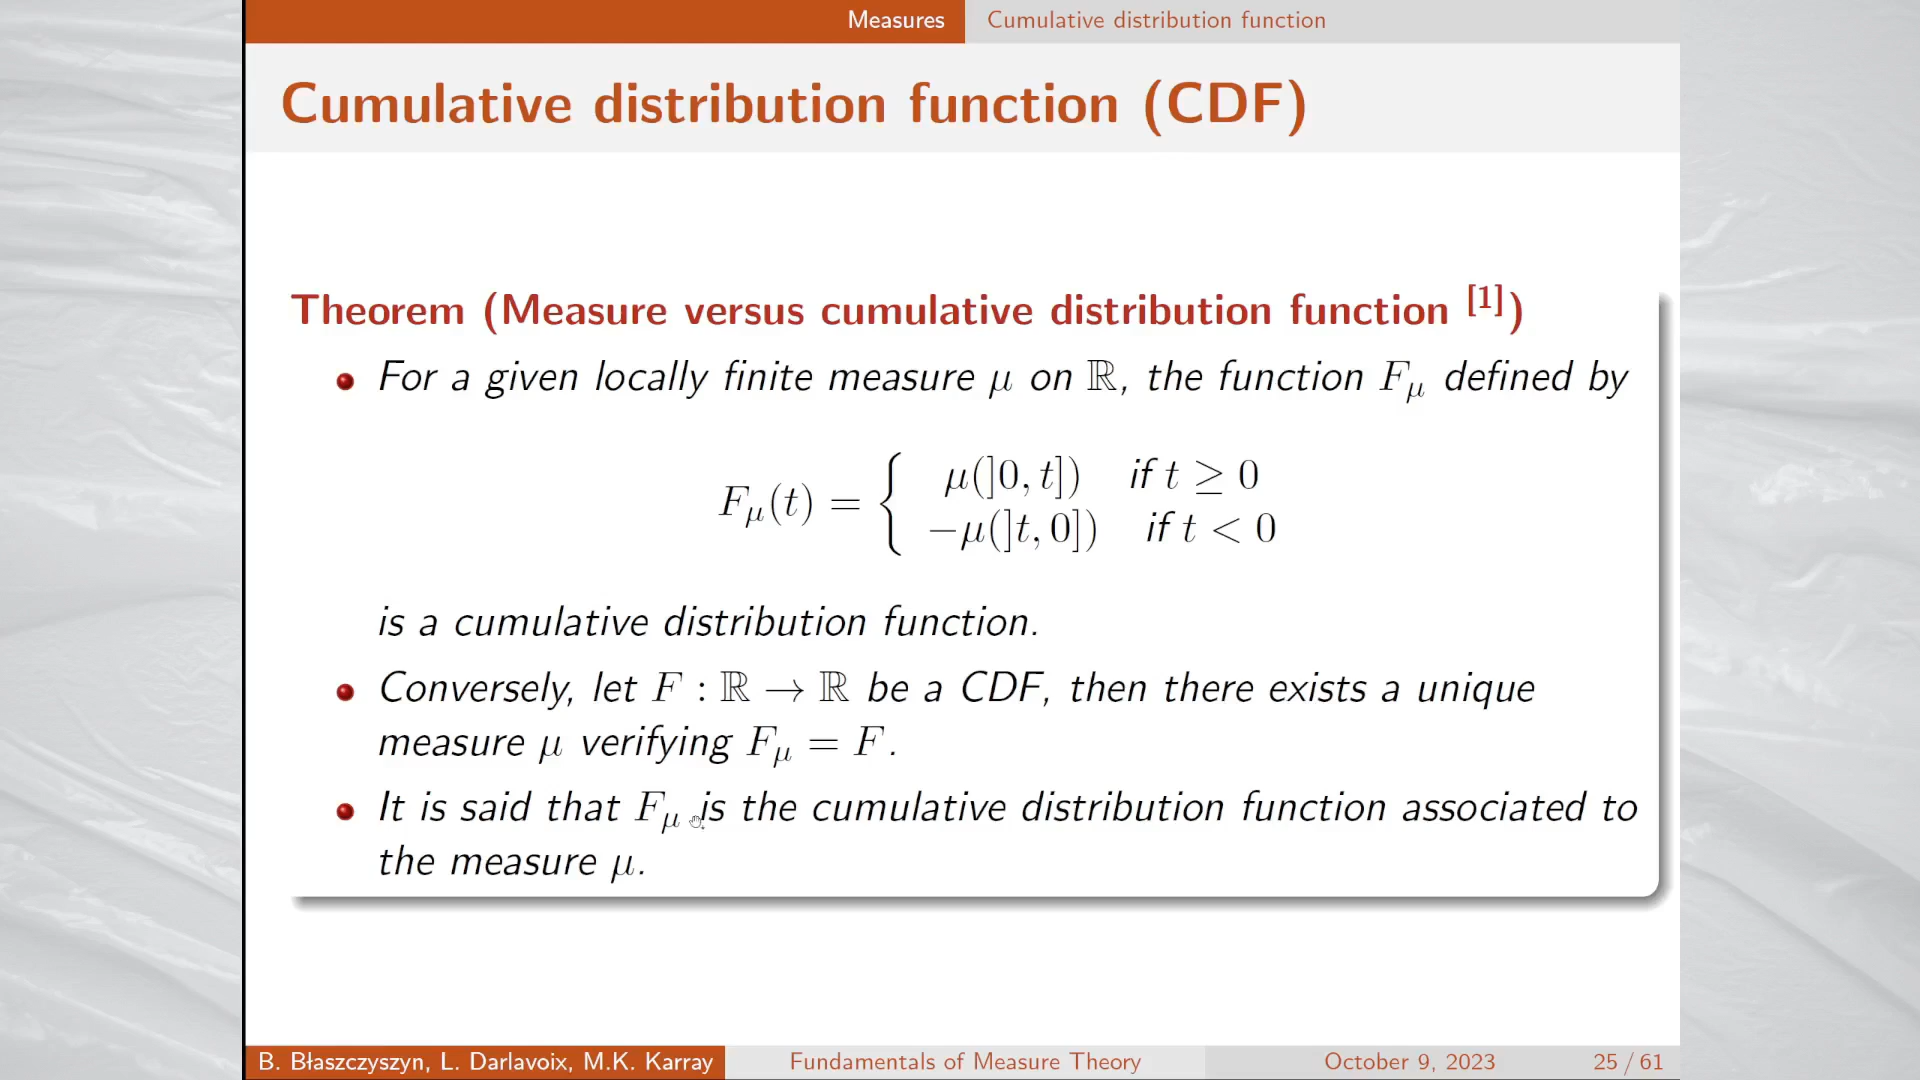 Measures Cumulative distribution function
Cumulative distribution function (CDF)
Theorem (Measure versus cumulative distribution function [1])
• For a given locally finite measure μ on ℝ, the function F_μ defined by
F_μ(t) = { μ(]0, t]) if t ≥ 0
−μ(]t, 0]) if t < 0
is a cumulative distribution function.
• Conversely, let F : ℝ → ℝ be a CDF, then there exists a unique
measure μ verifying F_μ = F.
• It is said that F_μ is the cumulative distribution function associated to
the measure μ.
B. Błaszczyszyn, L. Darlavoix, M.K. Karray Fundamentals of Measure Theory October 9, 2023 25 / 61